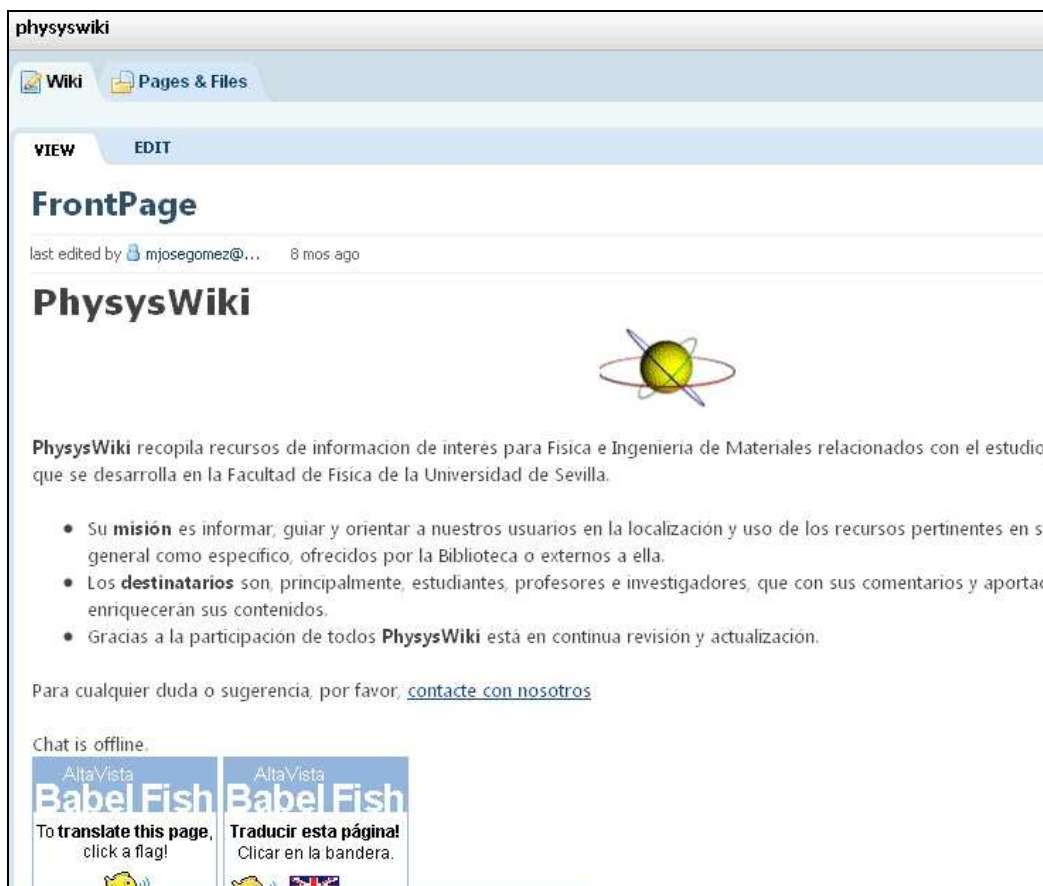 physyswiki
Wiki Pages & Files
VIEW EDIT
FrontPage
last edited by mjosegomez@... 8 mos ago
PhysysWiki
PhysysWiki recopila recursos de información de interés para Física e Ingeniería de Materiales relacionados con el
que se desarrolla en la Facultad de Física de la Universidad de Sevilla.
Su misión es informar, guiar y orientar a nuestros usuarios en la localización y uso de los recursos pertinentes en
general como específico, ofrecidos por la Biblioteca o externos a ella.
Los destinatarios son, principalmente, estudiantes, profesores e investigadores, que con sus comentarios y
enriquecerán sus contenidos.
Gracias a la participación de todos PhysysWiki está en continua revisión y actualización.
Para cualquier duda o sugerencia, por favor, contacte con nosotros
Chat is offline.
AltaVista AltaVista
Babel Fish Babel Fish
To translate this page, Traducir esta página!
click a flag! Clicar en la bandera.